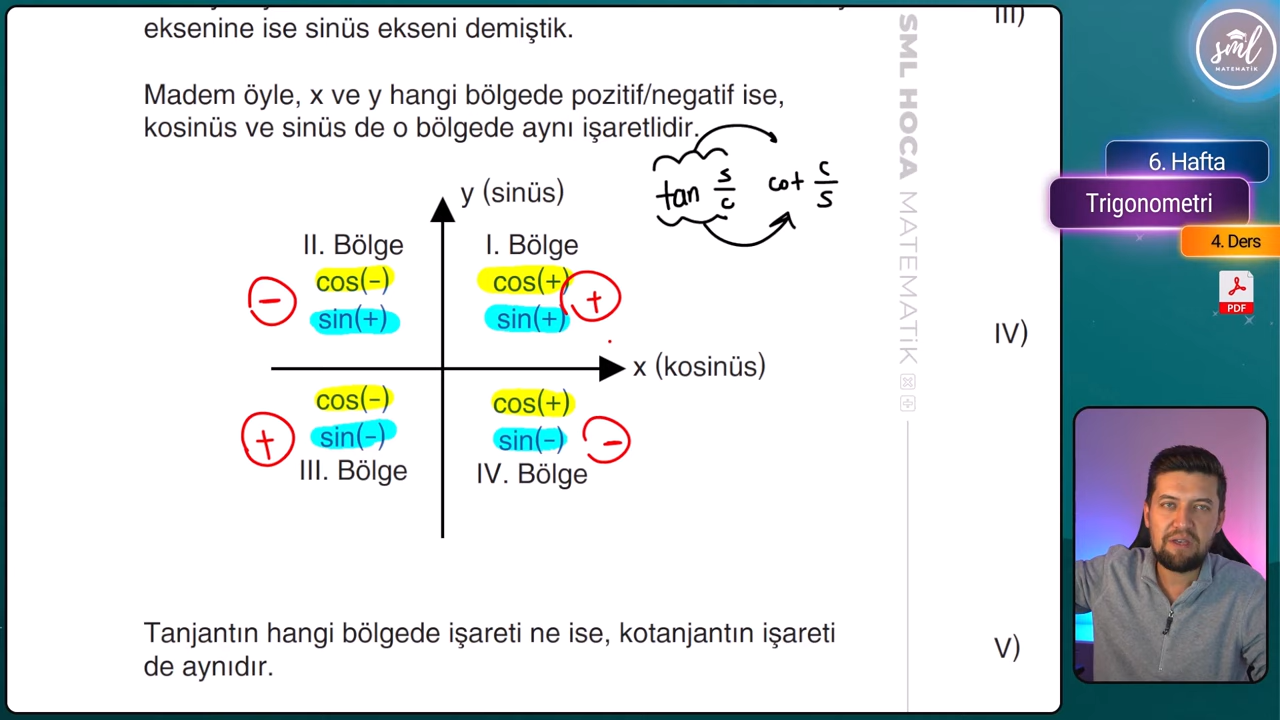 eksenine ise sinüs ekseni demiştik.
Madem öyle, x ve y hangi bölgede pozitif/negatif ise,
kosinüs ve sinüs de o bölgede aynı işaretlidir.
tan s/c cot c/s
y (sinüs)
II. Bölge
cos(–)
sin(+)
–
I. Bölge
cos(+)
sin(+)
+
x (kosinüs)
cos(–)
sin(–)
III. Bölge
+
cos(+)
sin(–)
IV. Bölge
–
Tanjantın hangi bölgede işareti ne ise, kotanjantın işareti
de aynıdır.
SML HOCA MATEMATİK
III)
IV)
V)
sml
MATEMATİK
6. Hafta
Trigonometri
4. Ders
PDF